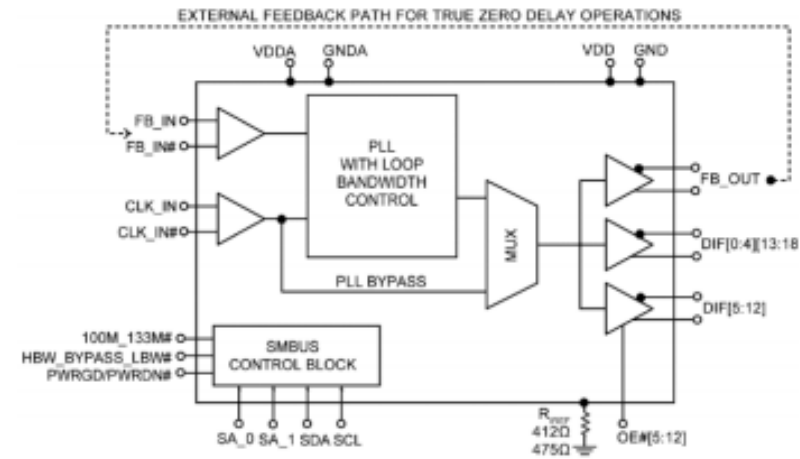 EXTERNAL FEEDBACK PATH FOR TRUE ZERO DELAY OPERATIONS
VDDA
GNDA
VDD
GND
FB_IN
FB_IN#
PLL
WITH LOOP
BANDWIDTH
CONTROL
FB_OUT
CLK_IN
CLK_IN#
MUX
DIF[0:4][13:18
PLL BYPASS
DIF[5:12]
100M_133M#
HBW_BYPASS_LBW#
PWRGD/PWRDN#
SMBUS
CONTROL BLOCK
SA_0
SA_1
SDA
SCL
412Ω
475Ω
OE#[5:12]